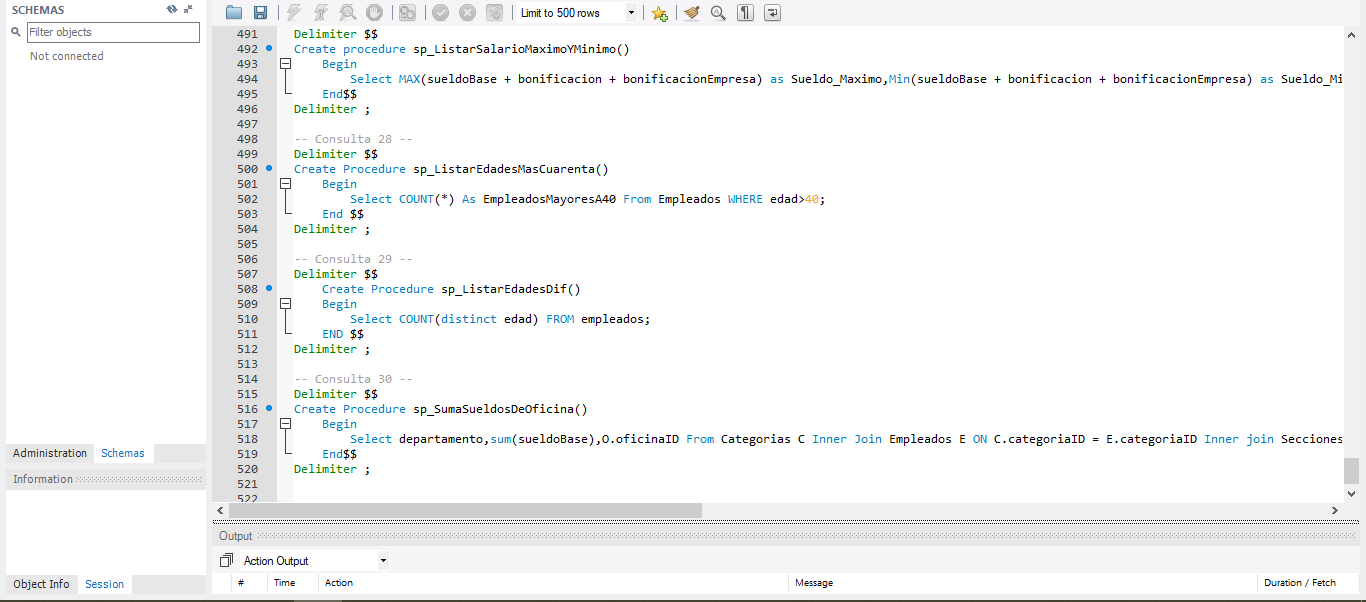 SCHEMAS
Filter objects
Not connected
Administration
Schemas
Information
Object Info
Session
Limit to 500 rows
491 Delimiter $$
492 Create procedure sp_ListarSalarioMaximoYMinimo()
493 Begin
494 Select MAX(sueldoBase + bonificacion + bonificacionEmpresa) as Sueldo_Maximo,Min(sueldoBase + bonificacion + bonificacionEmpresa) as Sueldo_Mi
495 End$$
496 Delimiter ;
497
498 -- Consulta 28 --
499 Delimiter $$
500 Create Procedure sp_ListarEdadesMasCuarenta()
501 Begin
502 Select COUNT(*) As EmpleadosMayoresA40 From Empleados WHERE edad>40;
503 End $$
504 Delimiter ;
505
506 -- Consulta 29 --
507 Delimiter $$
508 Create Procedure sp_ListarEdadesDif()
509 Begin
510 Select COUNT(distinct edad) FROM empleados;
511 END $$
512 Delimiter ;
513
514 -- Consulta 30 --
515 Delimiter $$
516 Create Procedure sp_SumaSueldosDeOficina()
517 Begin
518 Select departamento,sum(sueldoBase),O.oficinaID From Categorias C Inner Join Empleados E ON C.categoriaID = E.categoriaID Inner join Secciones
519 End$$
520 Delimiter ;
521
522
Output
Action Output
# Time Action Message Duration / Fetch